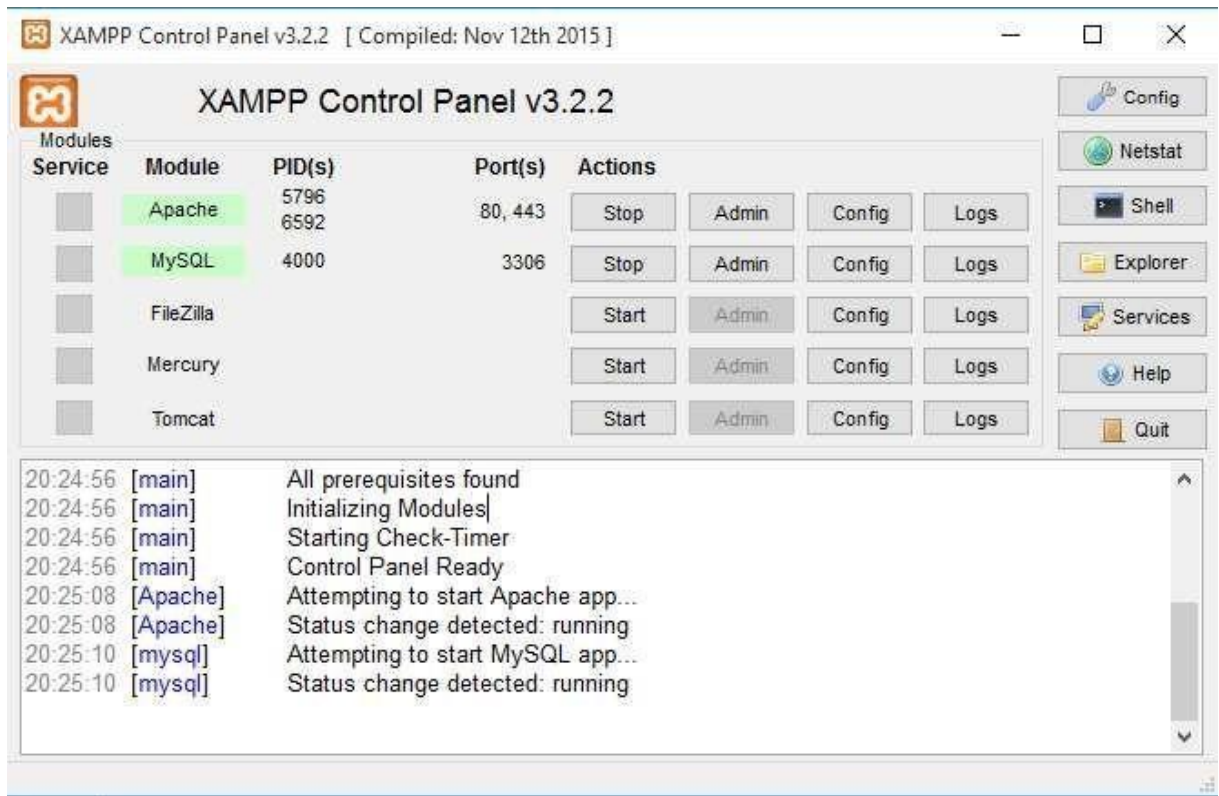 XAMPP Control Panel v3.2.2 [ Compiled: Nov 12th 2015 ]
XAMPP Control Panel v3.2.2
Config
Netstat
Shell
Explorer
Services
Help
Quit
Modules
Service Module PID(s) Port(s) Actions
Apache 5796 6592 80, 443 Stop Admin Config Logs
MySQL 4000 3306 Stop Admin Config Logs
FileZilla Start Admin Config Logs
Mercury Start Admin Config Logs
Tomcat Start Admin Config Logs
20:24:56 [main] All prerequisites found
20:24:56 [main] Initializing Modules
20:24:56 [main] Starting Check-Timer
20:24:56 [main] Control Panel Ready
20:25:08 [Apache] Attempting to start Apache app...
20:25:08 [Apache] Status change detected: running
20:25:10 [mysql] Attempting to start MySQL app...
20:25:10 [mysql] Status change detected: running